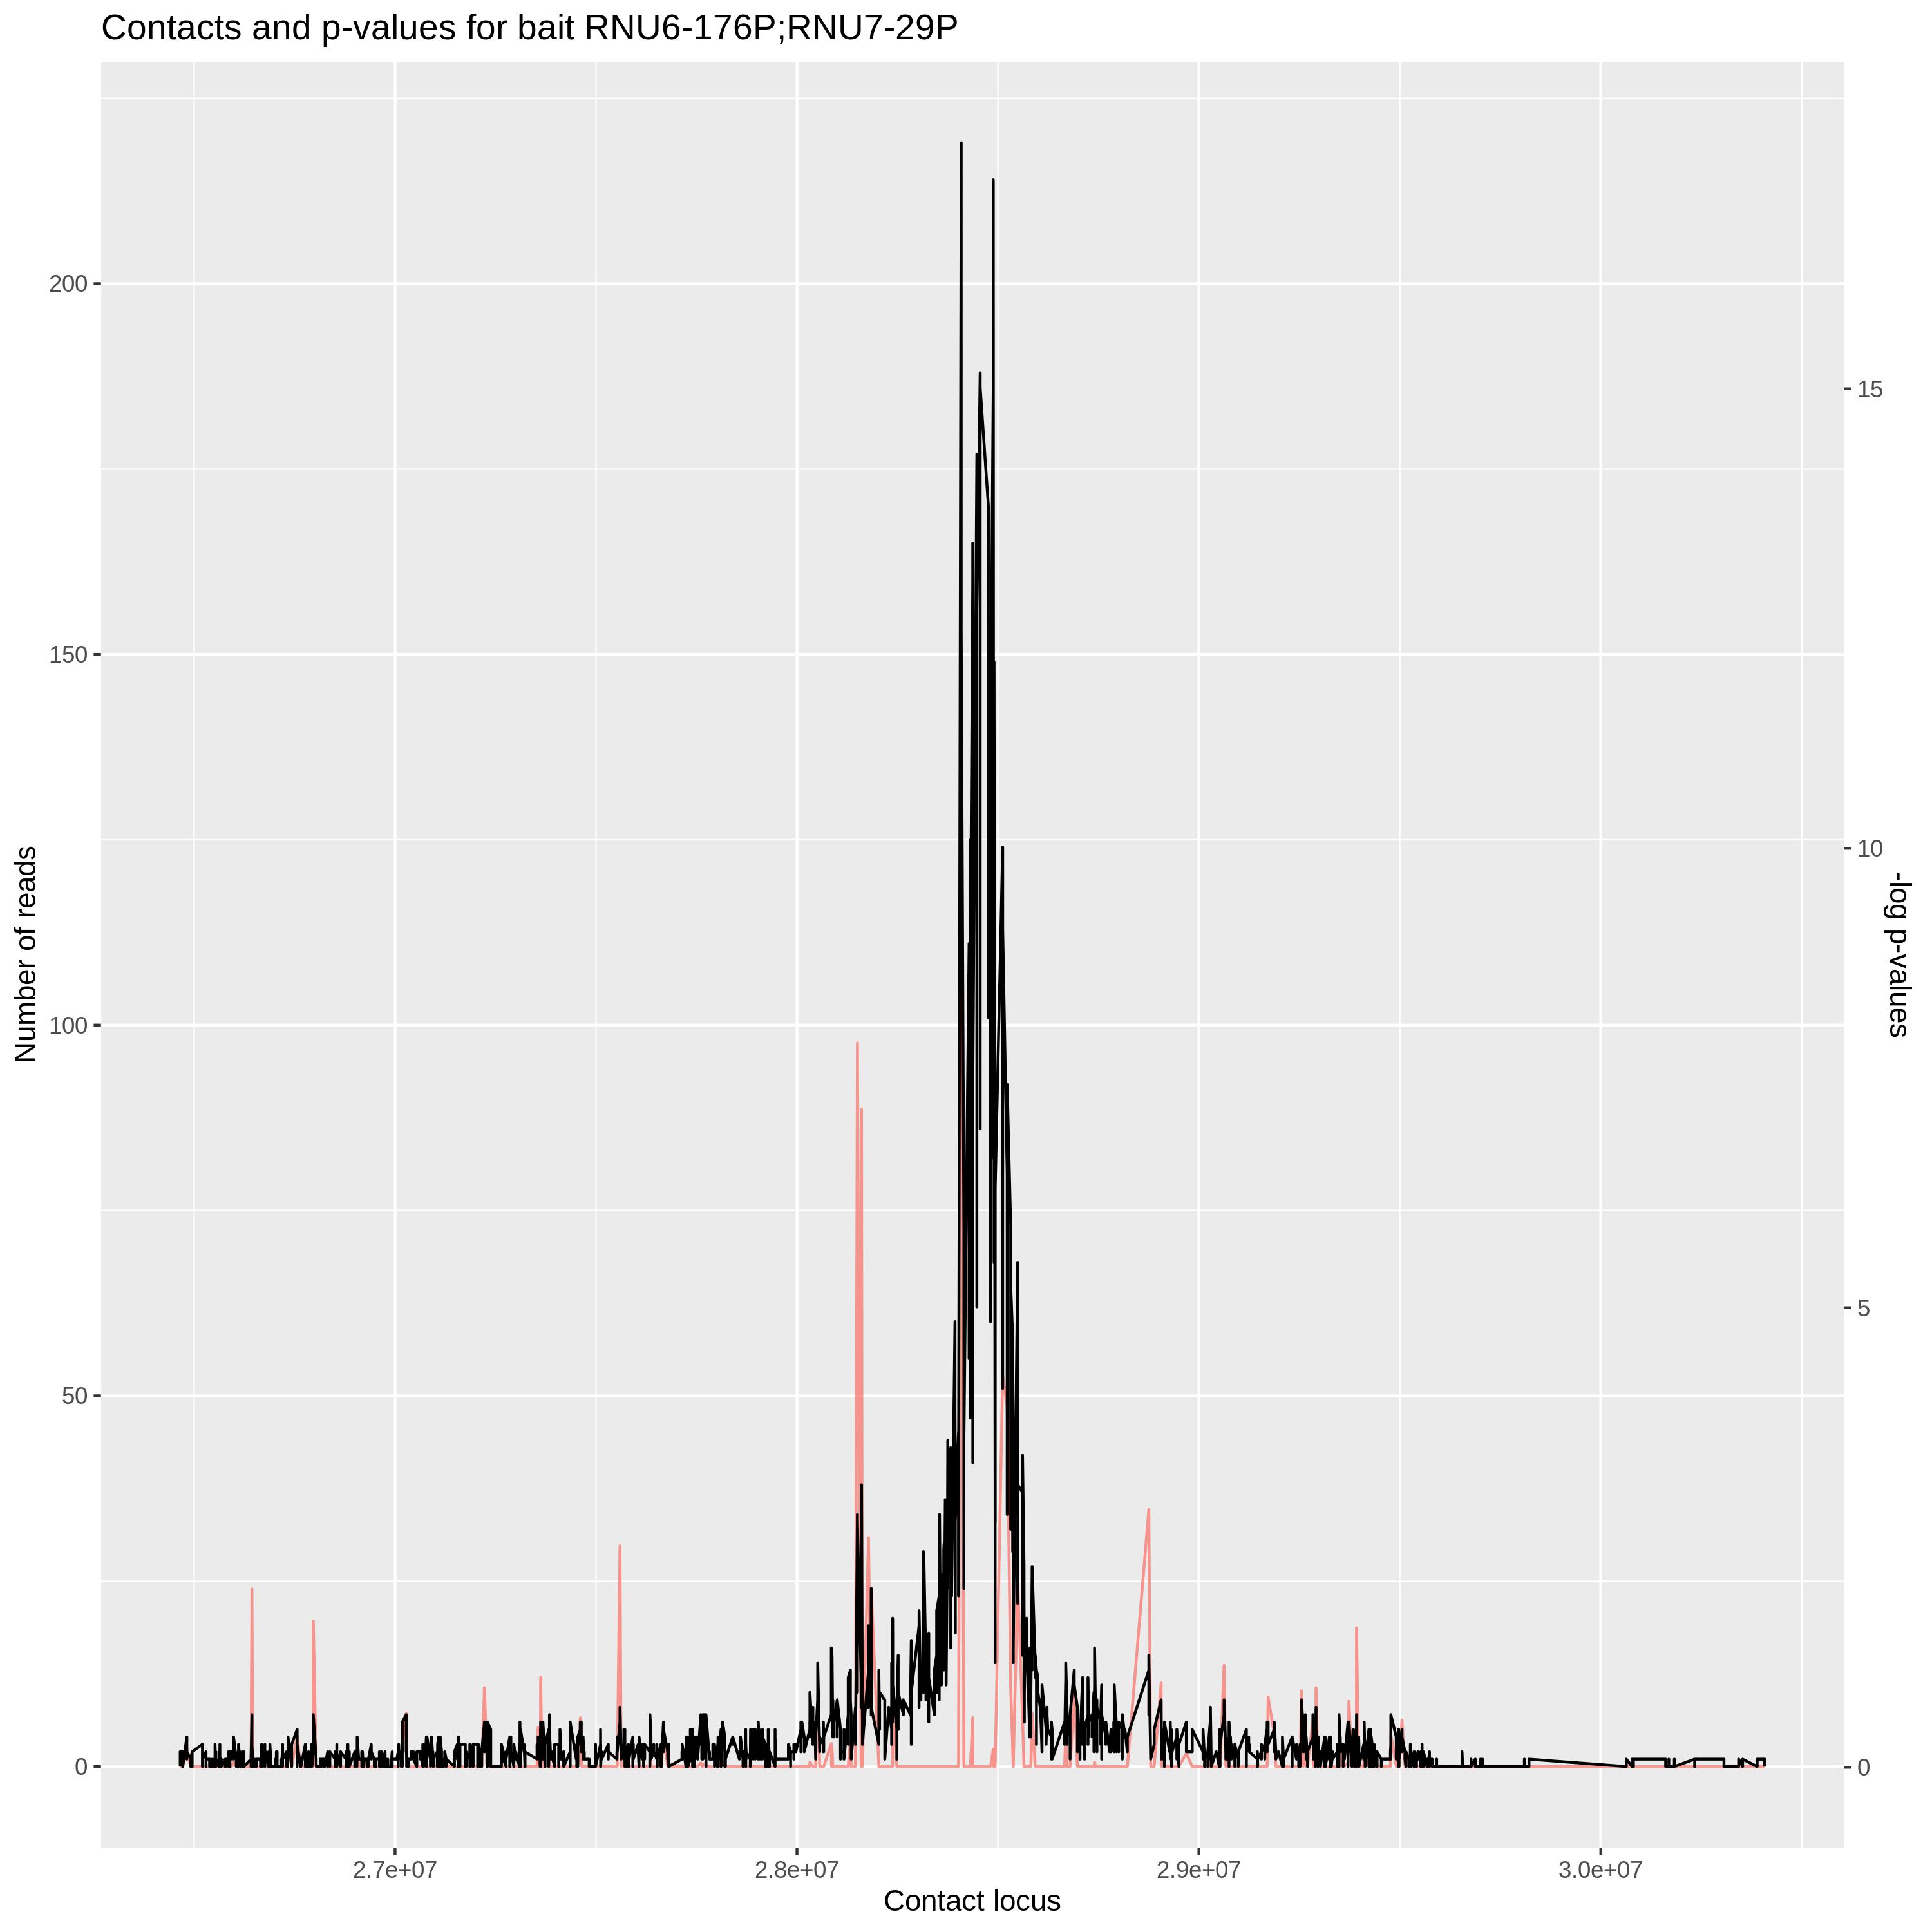 Contacts and p-values for bait RNU6-176P;RNU7-29P
200
150
100
50
0
Number of reads
15
10
5
0
-log p-values
2.7e+07
2.8e+07
2.9e+07
3.0e+07
Contact locus